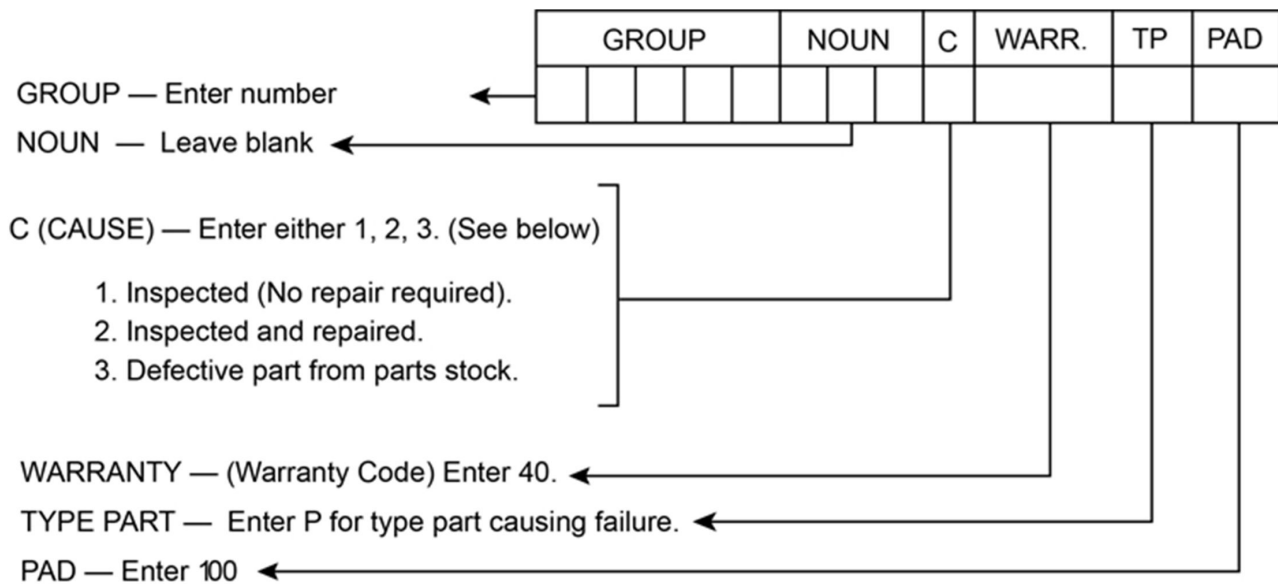 GROUP NOUN C WARR. TP PAD
GROUP — Enter number
NOUN — Leave blank
C (CAUSE) — Enter either 1, 2, 3. (See below)
1. Inspected (No repair required).
2. Inspected and repaired.
3. Defective part from parts stock.
WARRANTY — (Warranty Code) Enter 40.
TYPE PART — Enter P for type part causing failure.
PAD — Enter 100